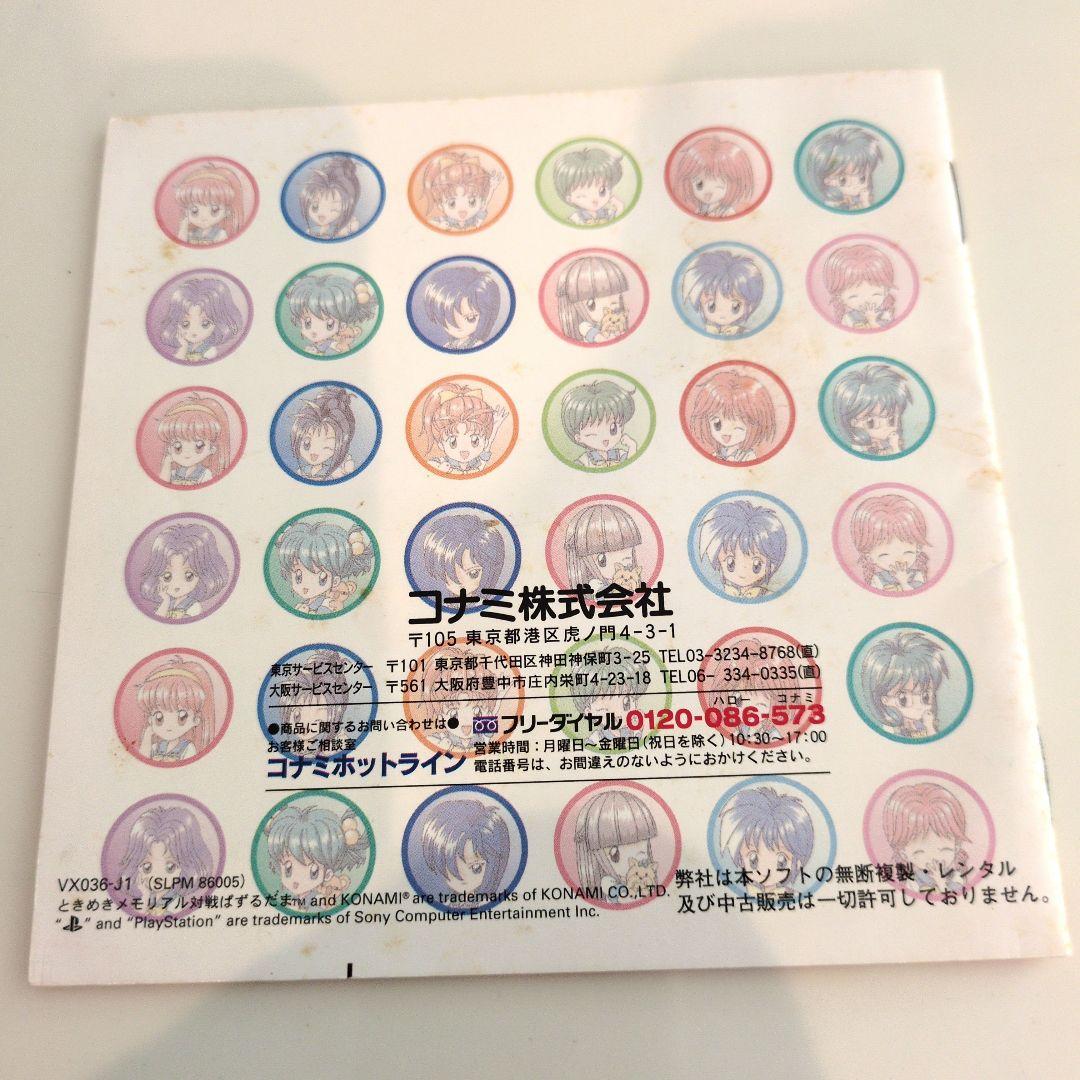 コナミ株式会社
〒105 東京都港区虎ノ門4-3-1
東京サービスセンター 〒101 東京都千代田区神田神保町3-25 TEL03-3234-8768(直)
大阪サービスセンター 〒561 大阪府豊中市庄内栄町4-23-18 TEL06- 334-0335(直)
ハロー コナミ
●商品に関するお問い合わせは● フリーダイヤル 0120-086-573
お客様ご相談室
コナミホットライン
営業時間：月曜日〜金曜日(祝日を除く)10:30〜17:00
電話番号は、お間違えのないようにおかけください。
VX036-J1 (SLPM 86005)
ときめきメモリアル対戦ぱずるだま™ and KONAMI® are trademarks of KONAMI CO., LTD.
" " and "PlayStation" are trademarks of Sony Computer Entertainment Inc.
弊社は本ソフトの無断複製・レンタル
及び中古販売は一切許可しておりません。